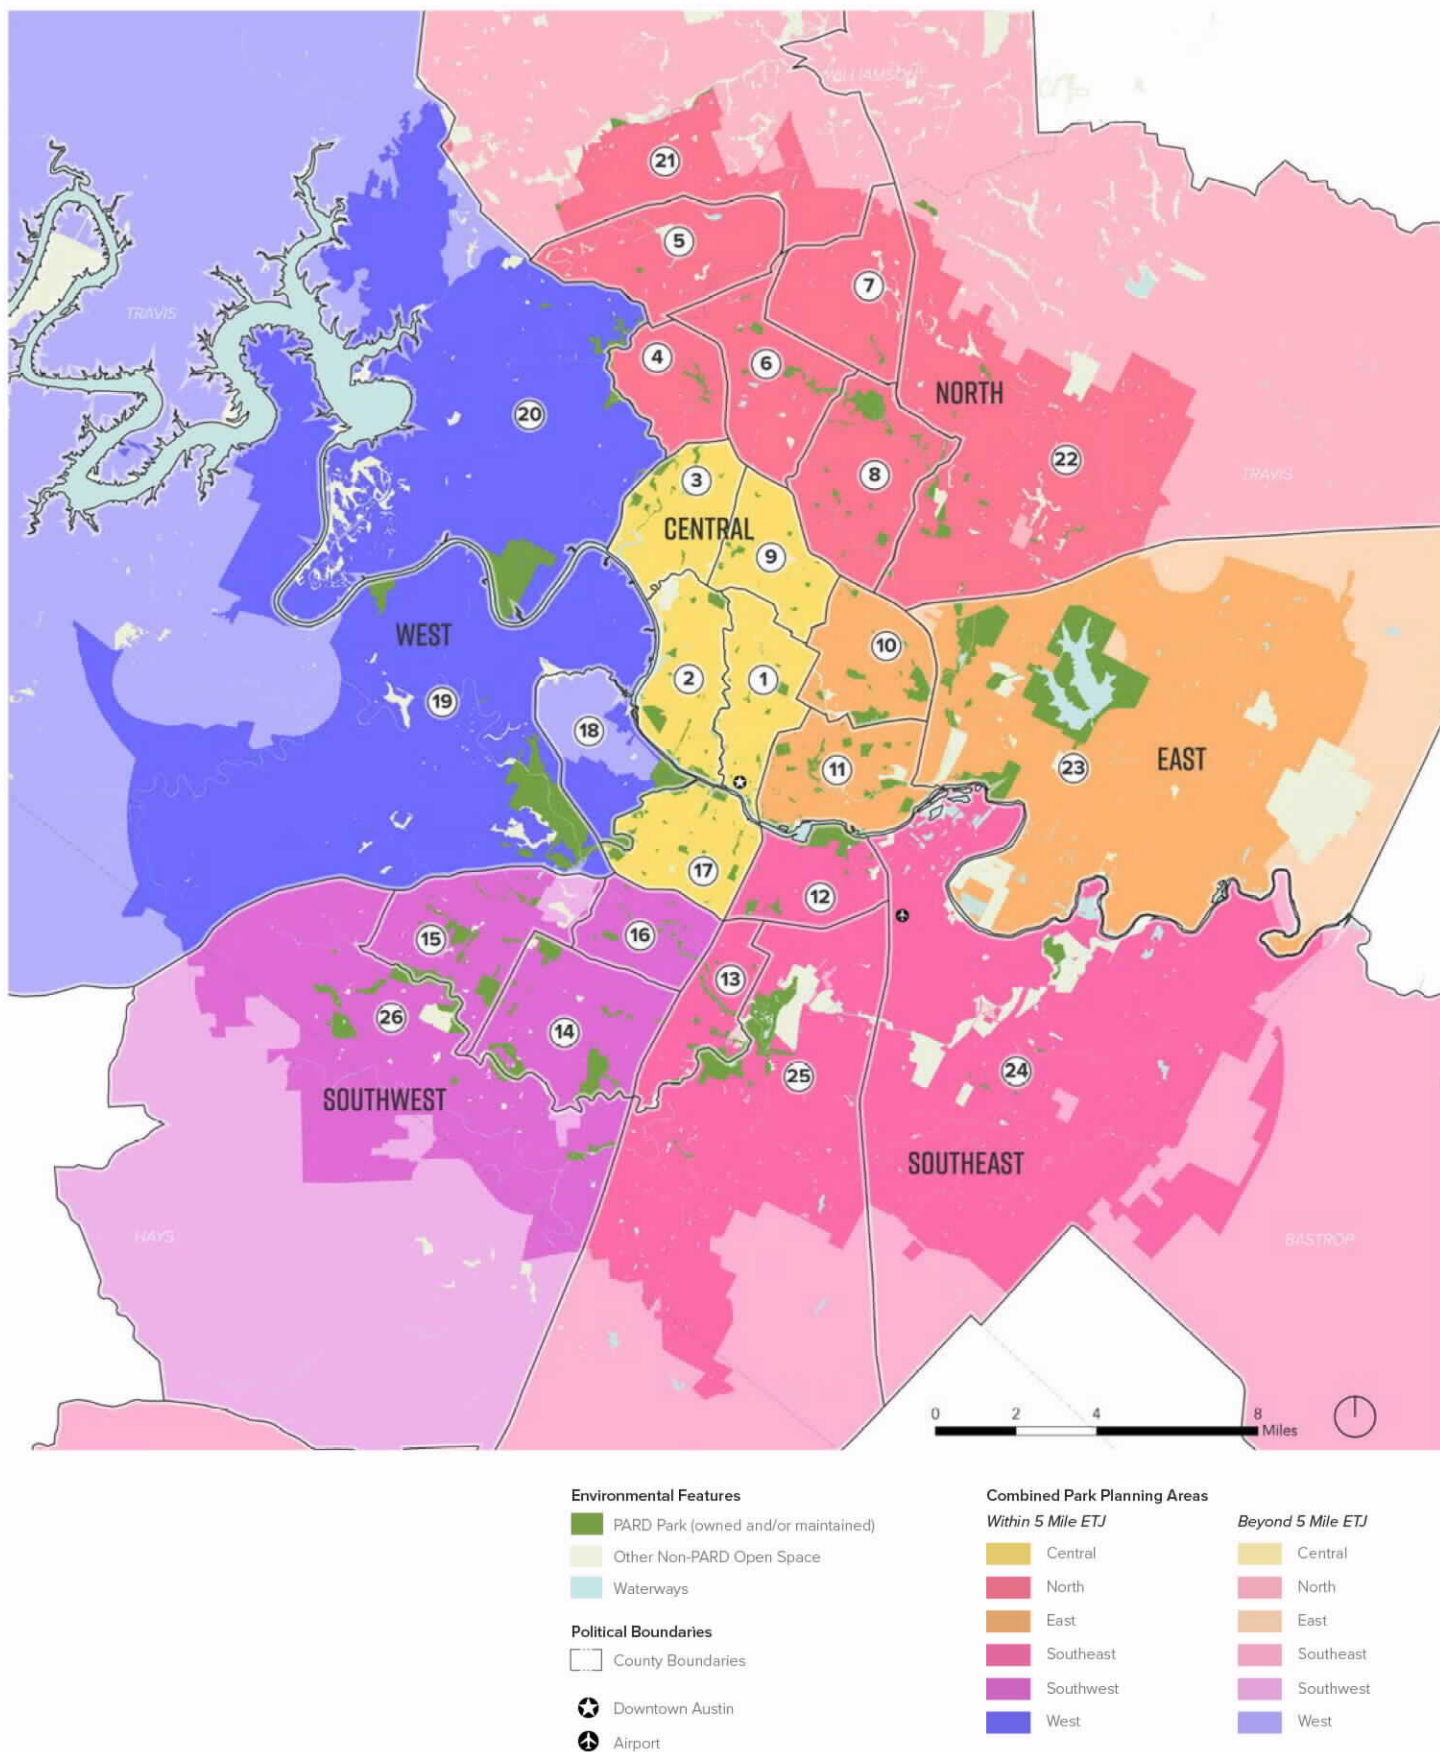 WILLIAMSON
21
5
7
TRAVIS
4
6
NORTH
20
22
8
3
TRAVIS
CENTRAL
9
WEST
10
2
1
19
18
EAST
11
23
17
12
15
16
13
26
14
25
24
SOUTHWEST
SOUTHEAST
HAYS
BASTROP
0 2 4 8
Miles
Environmental Features
PARD Park (owned and/or maintained)
Other Non-PARD Open Space
Waterways
Political Boundaries
County Boundaries
Downtown Austin
Airport
Combined Park Planning Areas
Within 5 Mile ETJ
Central
North
East
Southeast
Southwest
West
Beyond 5 Mile ETJ
Central
North
East
Southeast
Southwest
West